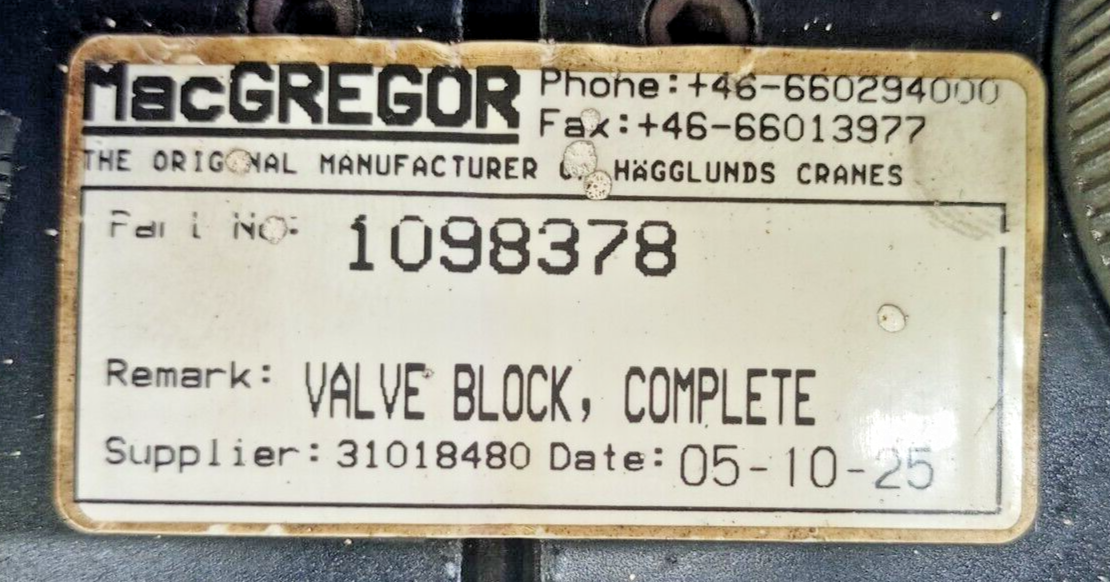 MacGREGOR
Phone:+46-660294000
Fax:+46-66013977
THE ORIGINAL MANUFACTURER OF HÄGGLUNDS CRANES
Part No: 1098378
Remark: VALVE BLOCK, COMPLETE
Supplier: 31018480 Date: 05-10-25